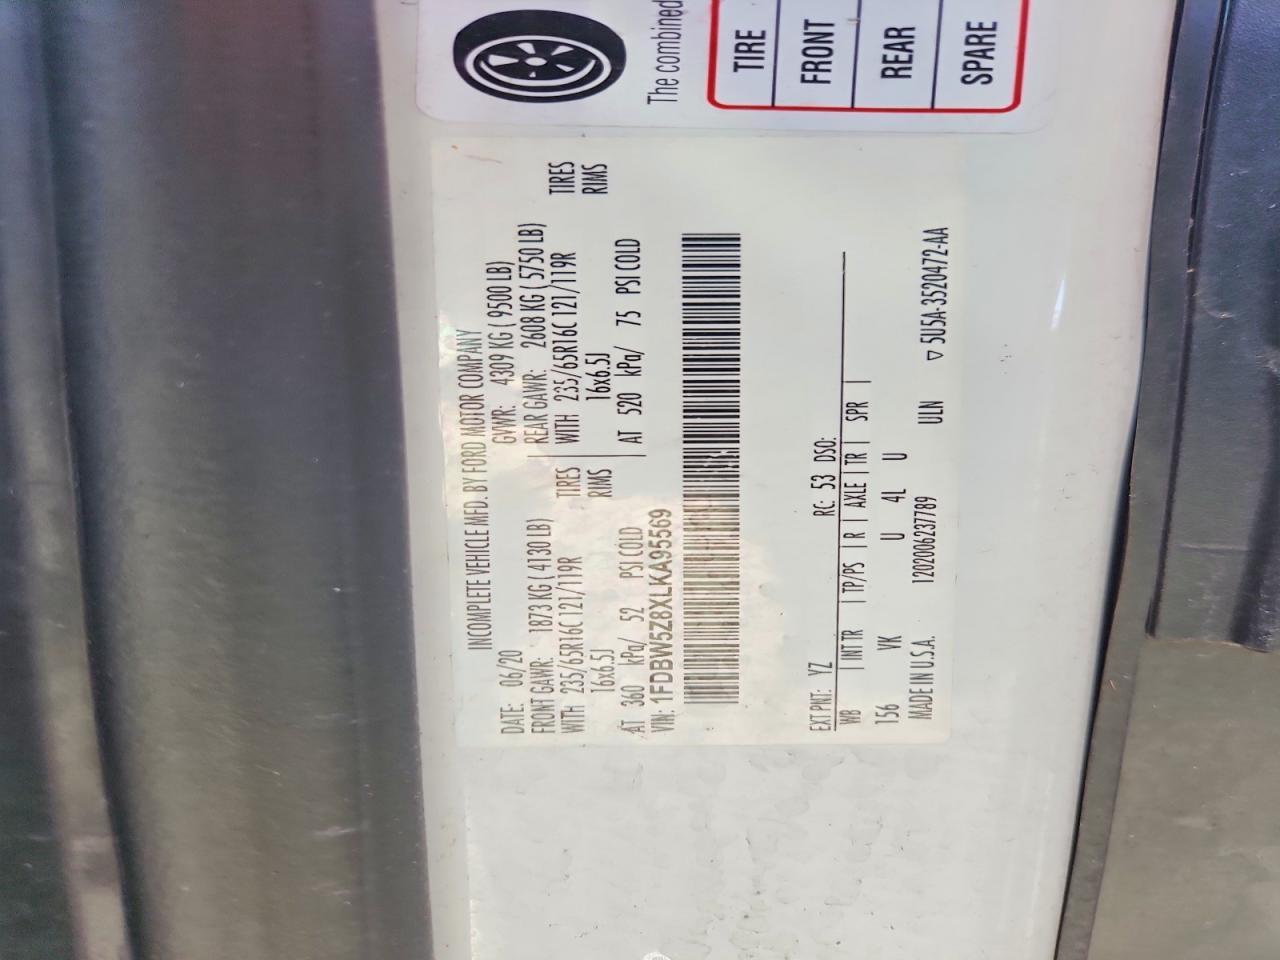 The combined
TIRE
FRONT
REAR
SPARE
INCOMPLETE VEHICLE MFD. BY FORD MOTOR COMPANY
DATE: 06/20 GVWR: 4309 KG ( 9500 LB)
FRONT GAWR: 1873 KG ( 4130 LB) REAR GAWR: 2608 KG ( 5750 LB)
WITH 235/65R16C 121/119R TIRES WITH 235/65R16C 121/119R TIRES
16x6.5J RIMS 16x6.5J RIMS
AT 360 kPa/ 52 PSI COLD AT 520 kPa/ 75 PSI COLD
VIN: 1FDBW5Z8XLKA95569
EXT PNT: YZ RC: 53 DSO:
WB | INT TR | TP/PS | R | AXLE | TR | SPR |
156 VK U 4L U
MADE IN U.S.A. 1202006237789 ULN ▽ 5U5A-3520472-AA